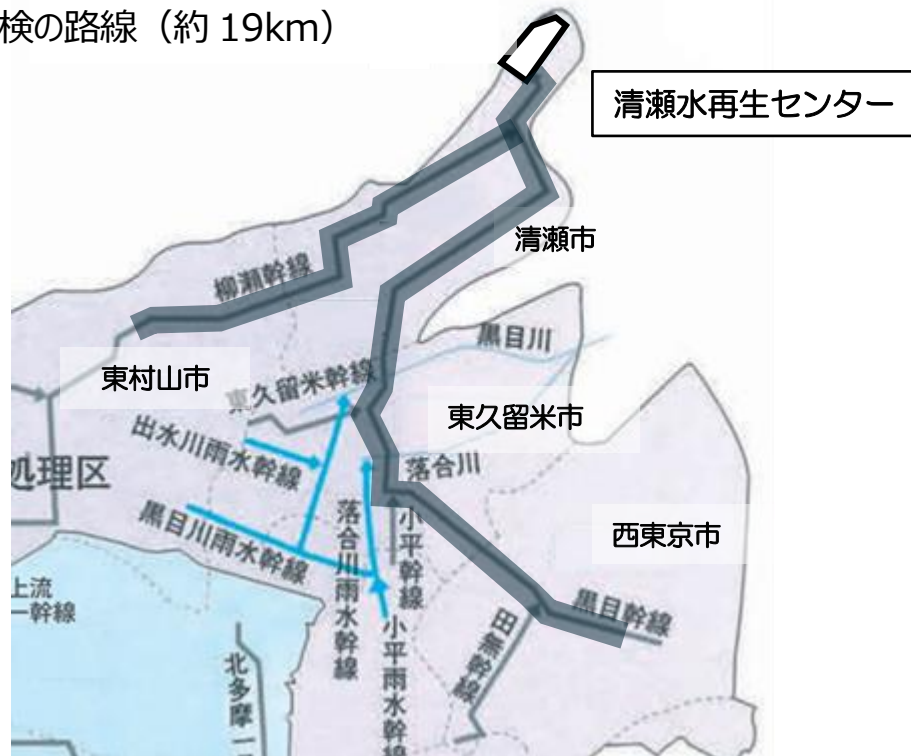 検の路線（約 19km）
清瀬水再生センター
清瀬市
柳瀬幹線
黒目川
東村山市
東久留米幹線
東久留米市
出水川雨水幹線
落合川
処理区
黒目川雨水幹線
落合川雨水幹線
小平幹線
西東京市
上流
一幹線
黒目幹線
田無幹線
小平雨水幹線
北多摩一